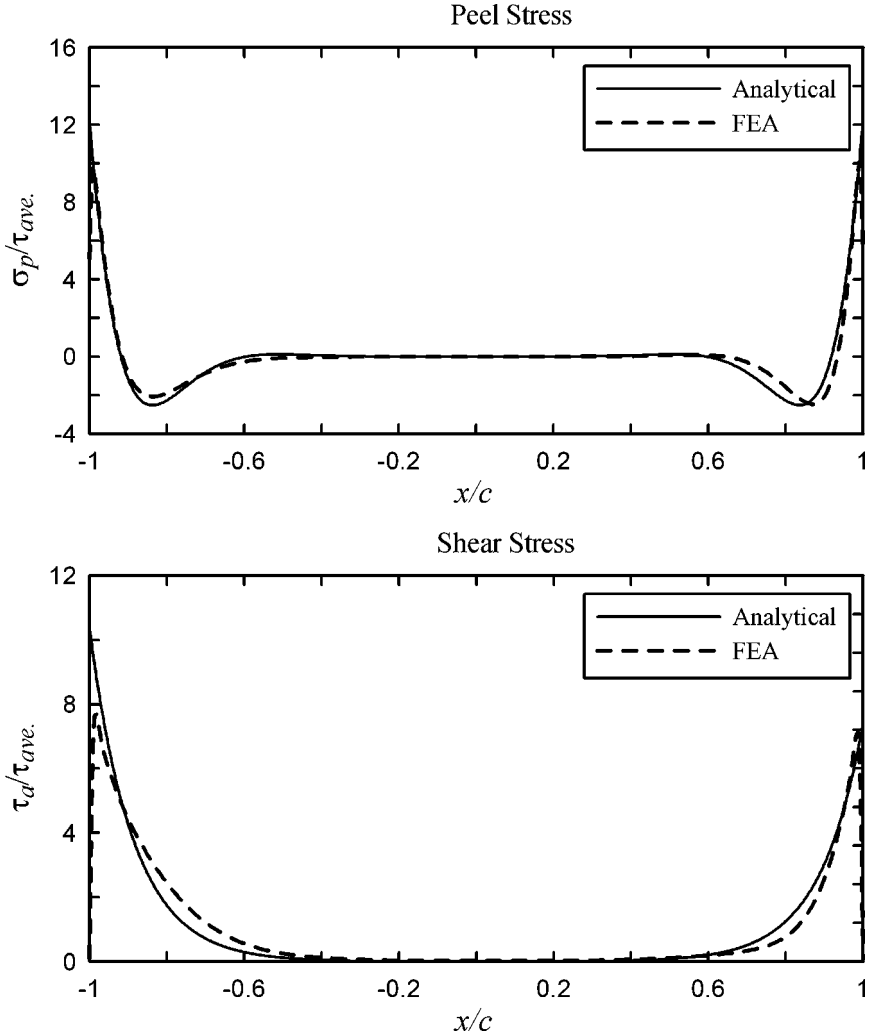 Peel Stress
16
12
8
4
0
-4
σp/τave.
Analytical
FEA
-1 -0.6 -0.2 0.2 0.6 1
x/c
Shear Stress
12
8
4
0
τa/τave.
Analytical
FEA
-1 -0.6 -0.2 0.2 0.6 1
x/c